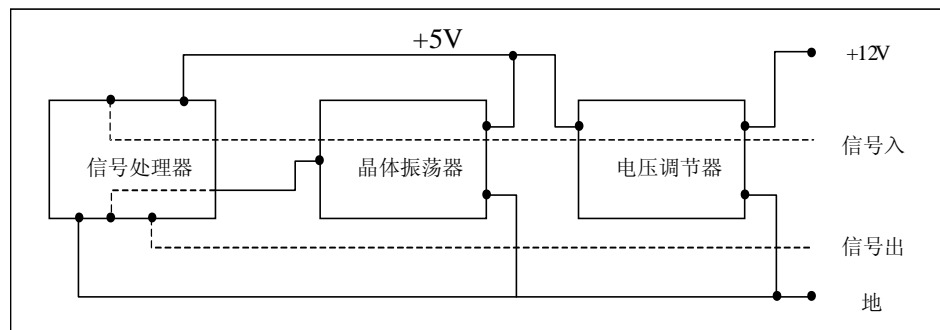 +5V
+12V
信号入
信号处理器
晶体振荡器
电压调节器
信号出
地